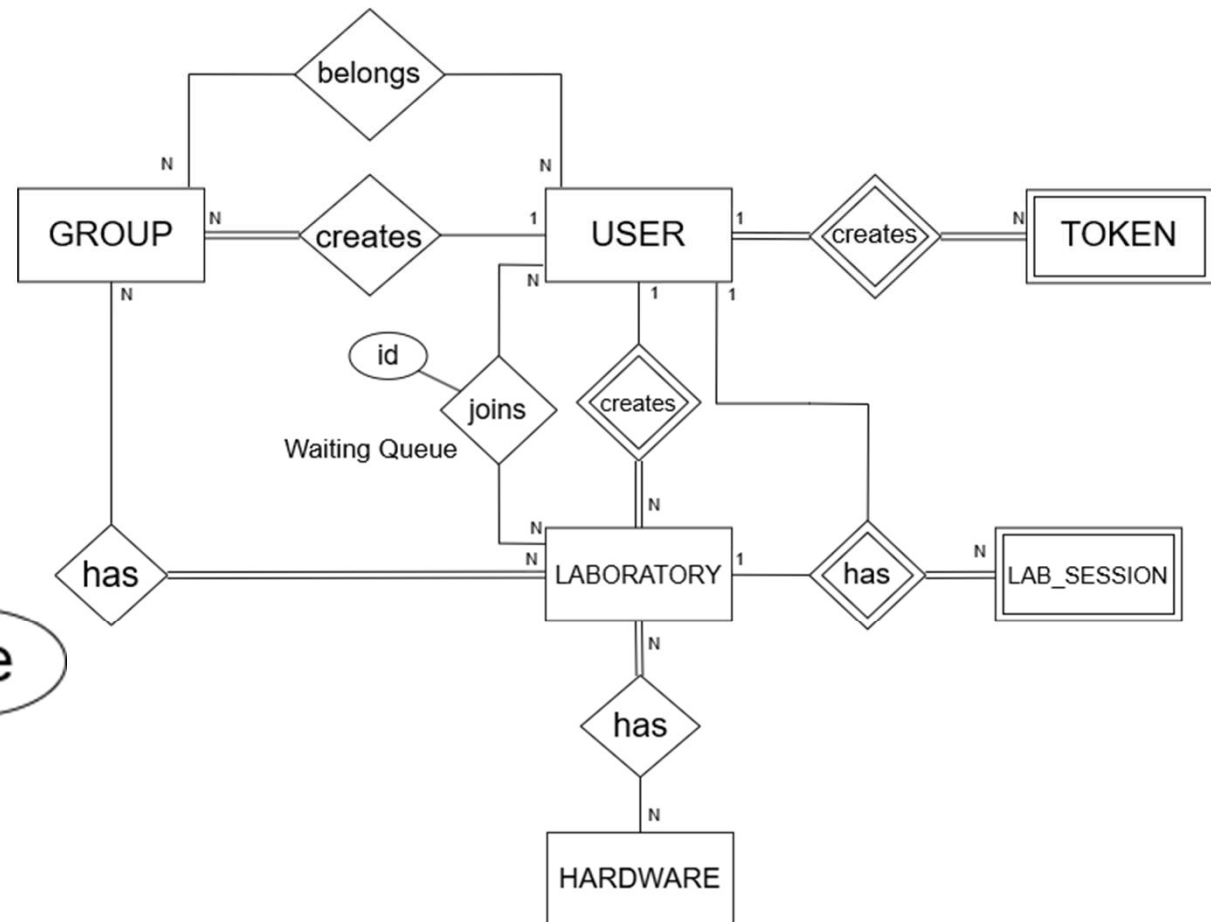 belongs
N
N
GROUP
N
creates
1
USER
1
creates
N
TOKEN
N
N
1
1
id
joins
creates
Waiting Queue
N
N
N
has
N
LABORATORY
1
has
N
LAB_SESSION
e
N
has
N
HARDWARE